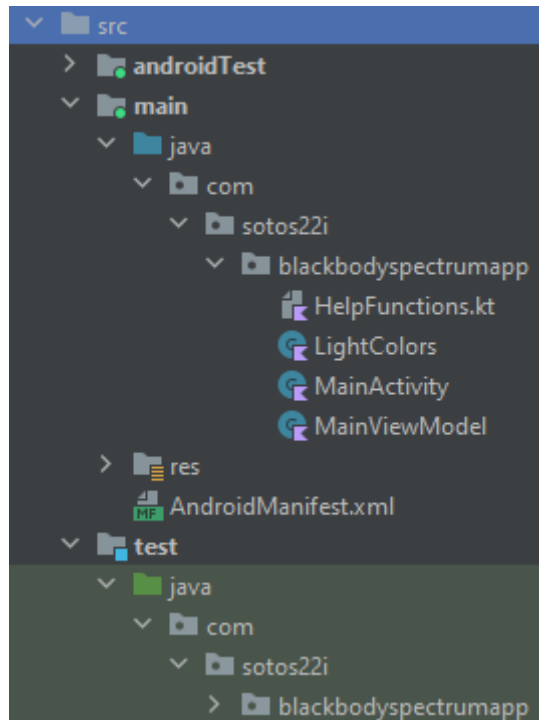 src
androidTest
main
java
com
sotos22i
blackbodyspectrumapp
HelpFunctions.kt
LightColors
MainActivity
MainViewModel
res
MF AndroidManifest.xml
test
java
com
sotos22i
blackbodyspectrumapp